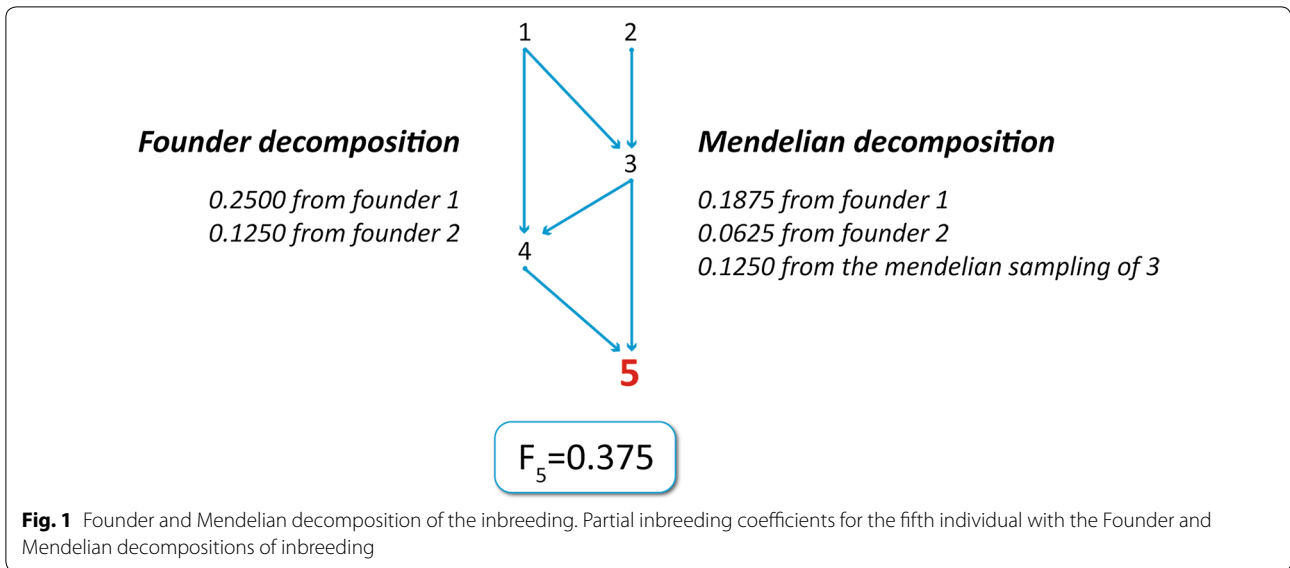 1
2
Founder decomposition
0.2500 from founder 1
0.1250 from founder 2
3
4
5
Mendelian decomposition
0.1875 from founder 1
0.0625 from founder 2
0.1250 from the mendelian sampling of 3
F5=0.375
Fig. 1 Founder and Mendelian decomposition of the inbreeding. Partial inbreeding coefficients for the fifth individual with the Founder and
Mendelian decompositions of inbreeding